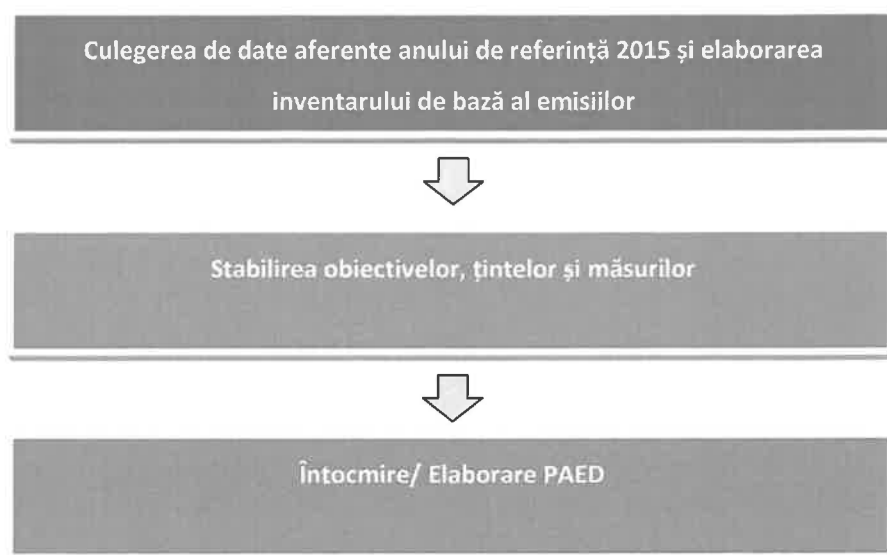 Culegerea de date aferente anului de referință 2015 și elaborarea
inventarului de bază al emisiilor
Stabilirea obiectivelor, țintelor și măsurilor
Întocmire/ Elaborare PAED